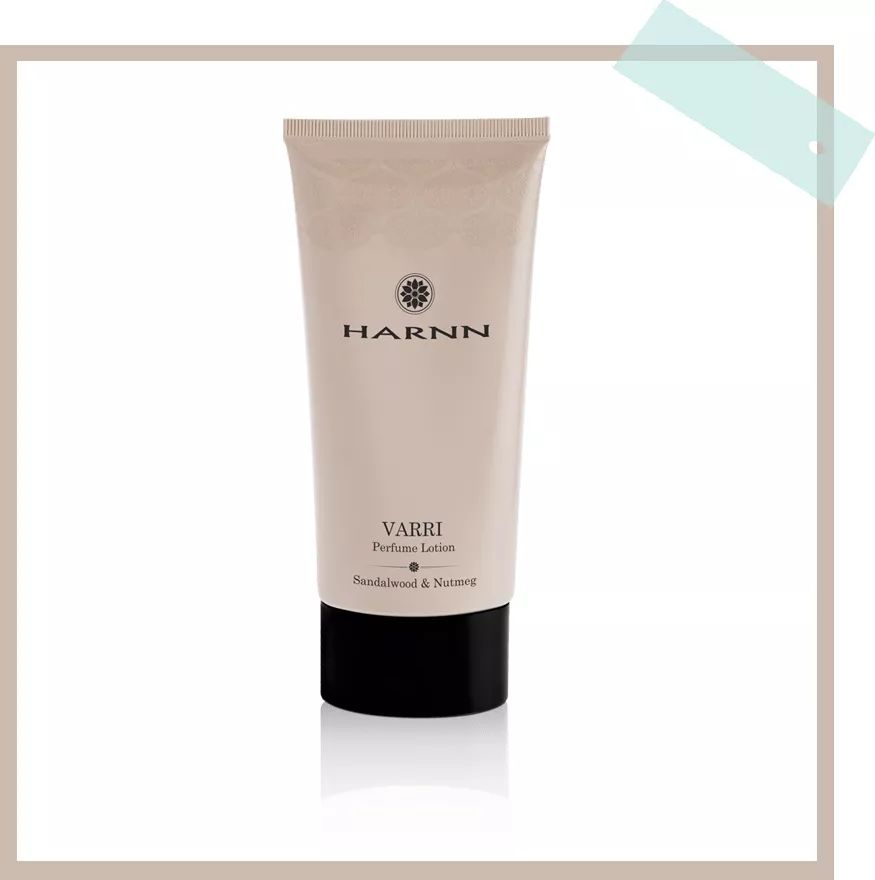 HARNN
VARRI
Perfume Lotion
Sandalwood & Nutmeg